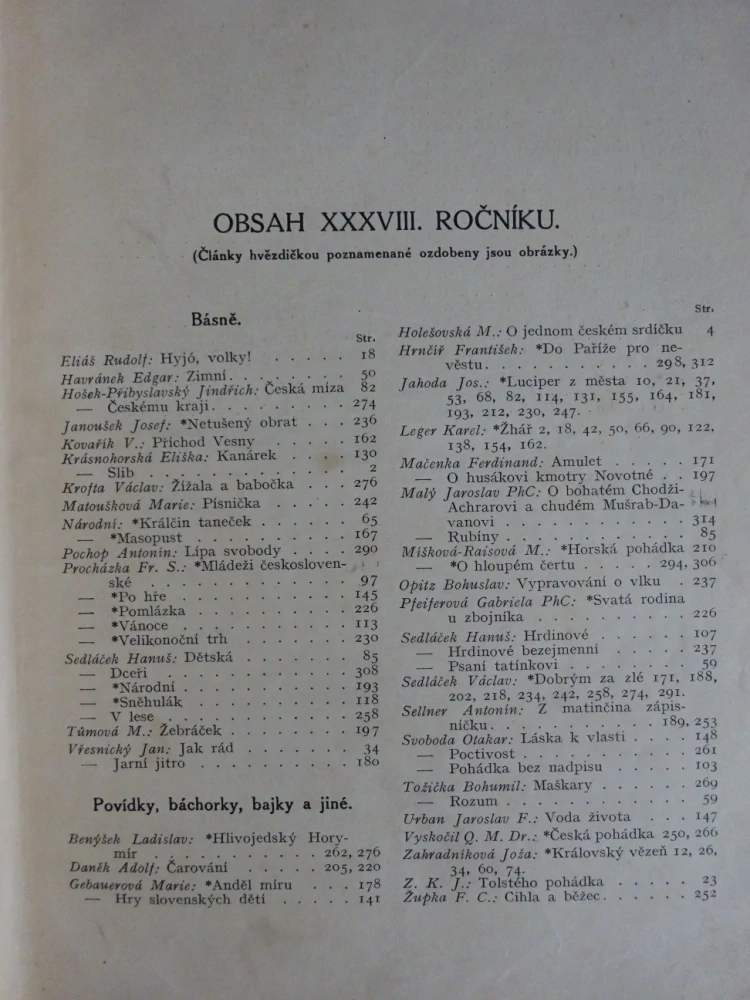 OBSAH XXXVIII. ROČNÍKU.
(Články hvězdičkou poznamenané ozdobeny jsou obrázky.)
Básně.
Str.
Eliáš Rudolf: Hyjó, volky! . . . . . 18
Havránek Edgar: Zimní. . . . . . . . 50
Hošek-Přibyslavský Jindřich: Česká míza 82
— Českému kraji. . . . . . . . . 274
Janoušek Josef: *Netušený obrat . . . 236
Kovařík V.: Příchod Vesny . . . . . 162
Krásnohorská Eliška: Kanárek . . . . 130
— Slib . . . . . . . . . . . . 2
Krofta Václav: Žížala a babočka . . . 276
Matoušková Marie: Písnička . . . . 242
Národní: *Králčin taneček . . . . . . 65
— *Masopust . . . . . . . . . 167
Pochop Antonín: Lípa svobody . . . . 290
Procházka Fr. S.: *Mládeži českosloven-
ské . . . . . . . . . . . 97
— *Po hře . . . . . . . . . . 145
— *Pomlázka . . . . . . . . . 226
— *Vánoce . . . . . . . . . . 113
— *Velikonoční trh . . . . . . . 230
Sedláček Hanuš: Dětská . . . . . . . 85
— Dceři . . . . . . . . . . . 308
— *Národní . . . . . . . . . . 193
— *Sněhulák . . . . . . . . . 118
— V lese . . . . . . . . . . . 258
Tůmová M.: Žebráček . . . . . . . . 197
Vřesnický Jan: Jak rád . . . . . . . 34
— Jarní jitro . . . . . . . . . 180
Povídky, báchorky, bajky a jiné.
Benýšek Ladislav: *Hlivojedský Hory-
mír . . . . . . . . . . 262, 276
Daněk Adolf: Čarování . . . . . 205, 220
Gebauerová Marie: *Anděl míru . . . 178
— Hry slovenských dětí . . . . . 141
Str.
Holešovská M.: O jednom českém srdíčku 4
Hrnčíř František: *Do Paříže pro ne-
věstu. . . . . . . . . . . 298, 312
Jahoda Jos.: *Luciper z města 10, 21, 37,
53, 68, 82, 114, 131, 155, 164, 181,
193, 212, 230, 247.
Leger Karel: *Žhář 2, 18, 42, 50, 66, 90, 122,
138, 154, 162.
Mačenka Ferdinand: Amulet . . . . . 171
— O husákovi kmotry Novotné . . 197
Malý Jaroslav PhC.: O bohatém Chodži-
Achrarovi a chudém Mušrab-Da-
vanovi . . . . . . . . . . . 314
— Rubíny . . . . . . . . . . . 85
Míšková-Raisová M.: *Horská pohádka 210
— *O hloupém čertu . . . . . 294, 306
Opitz Bohuslav: Vypravování o vlku . 237
Pfeiferová Gabriela PhC.: *Svatá rodina
u zbojníka . . . . . . . . . 226
Sedláček Hanuš: Hrdinové . . . . . . 107
— Hrdinové bezejmenní . . . . . 237
— Psaní tatínkovi . . . . . . . 59
Sedláček Václav: *Dobrým za zlé 171, 188,
202, 218, 234, 242, 258, 274, 291.
Sellner Antonín: Z matinčina zápis-
níčku. . . . . . . . . . . 189, 253
Svoboda Otakar: Láska k vlasti . . . . 148
— Poctivost . . . . . . . . . . 261
— Pohádka bez nadpisu . . . . . 103
Tožička Bohumil: Maškary . . . . . . 269
— Rozum . . . . . . . . . . . 59
Urban Jaroslav F.: Voda života . . . 147
Vyskočil Q. M. Dr.: *Česká pohádka 250, 266
Zahradníková Joža: *Královský vězeň 12, 26,
34, 60, 74.
Z. K. J.: Tolstého pohádka . . . . . 23
Župka F. C.: Cihla a běžec. . . . . . 252